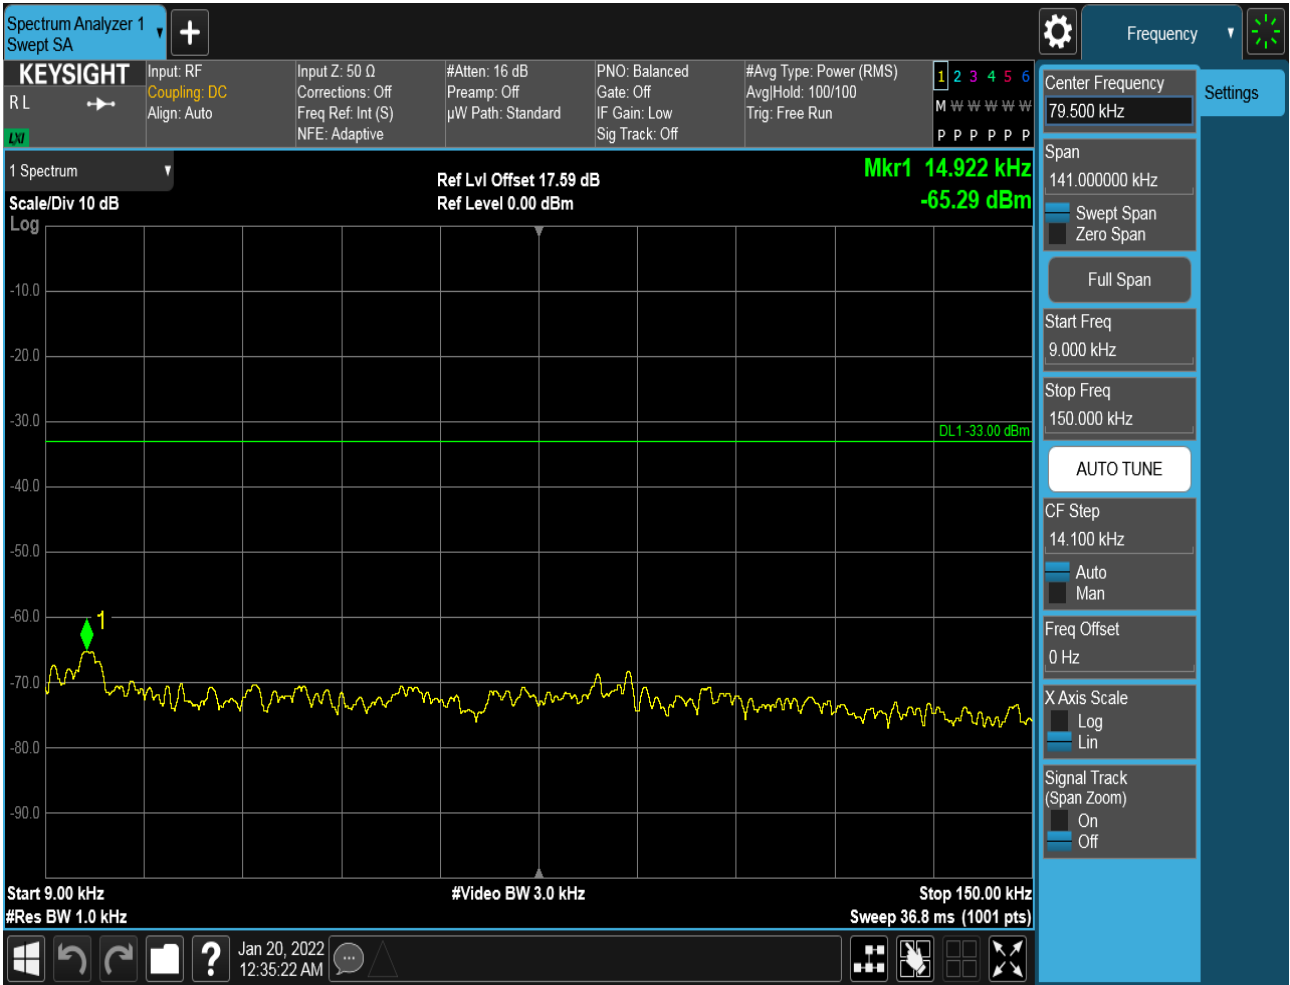 Spectrum Analyzer 1
Swept SA
+
Frequency
KEYSIGHT
R L
LXI
Input: RF
Coupling: DC
Align: Auto
Input Z: 50 Ω
Corrections: Off
Freq Ref: Int (S)
NFE: Adaptive
#Atten: 16 dB
Preamp: Off
µW Path: Standard
PNO: Balanced
Gate: Off
IF Gain: Low
Sig Track: Off
#Avg Type: Power (RMS)
Avg|Hold: 100/100
Trig: Free Run
1 2 3 4 5 6
M W W W W W
P P P P P P
1 Spectrum
Scale/Div 10 dB
Log
Ref Lvl Offset 17.59 dB
Ref Level 0.00 dBm
Mkr1 14.922 kHz
-65.29 dBm
-10.0
-20.0
-30.0
DL1 -33.00 dBm
-40.0
-50.0
-60.0
1
-70.0
-80.0
-90.0
Start 9.00 kHz
#Res BW 1.0 kHz
#Video BW 3.0 kHz
Stop 150.00 kHz
Sweep 36.8 ms (1001 pts)
Center Frequency
79.500 kHz
Span
141.000000 kHz
Swept Span
Zero Span
Full Span
Start Freq
9.000 kHz
Stop Freq
150.000 kHz
AUTO TUNE
CF Step
14.100 kHz
Auto
Man
Freq Offset
0 Hz
X Axis Scale
Log
Lin
Signal Track
(Span Zoom)
On
Off
Settings
?
Jan 20, 2022
12:35:22 AM